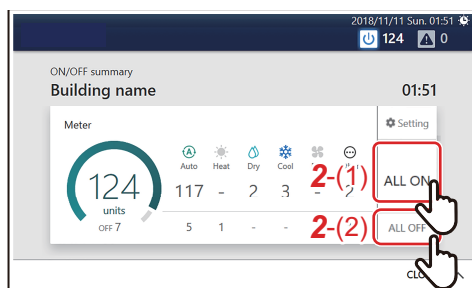 2018/11/11 Sun. 01:51
124 0
ON/OFF summary
Building name 01:51
Meter Setting
A
Auto Heat Dry Cool
117 - 2 3 - 2
2-(1) ALL ON
124
units
OFF 7
5 1 - -
2-(2) ALL OFF